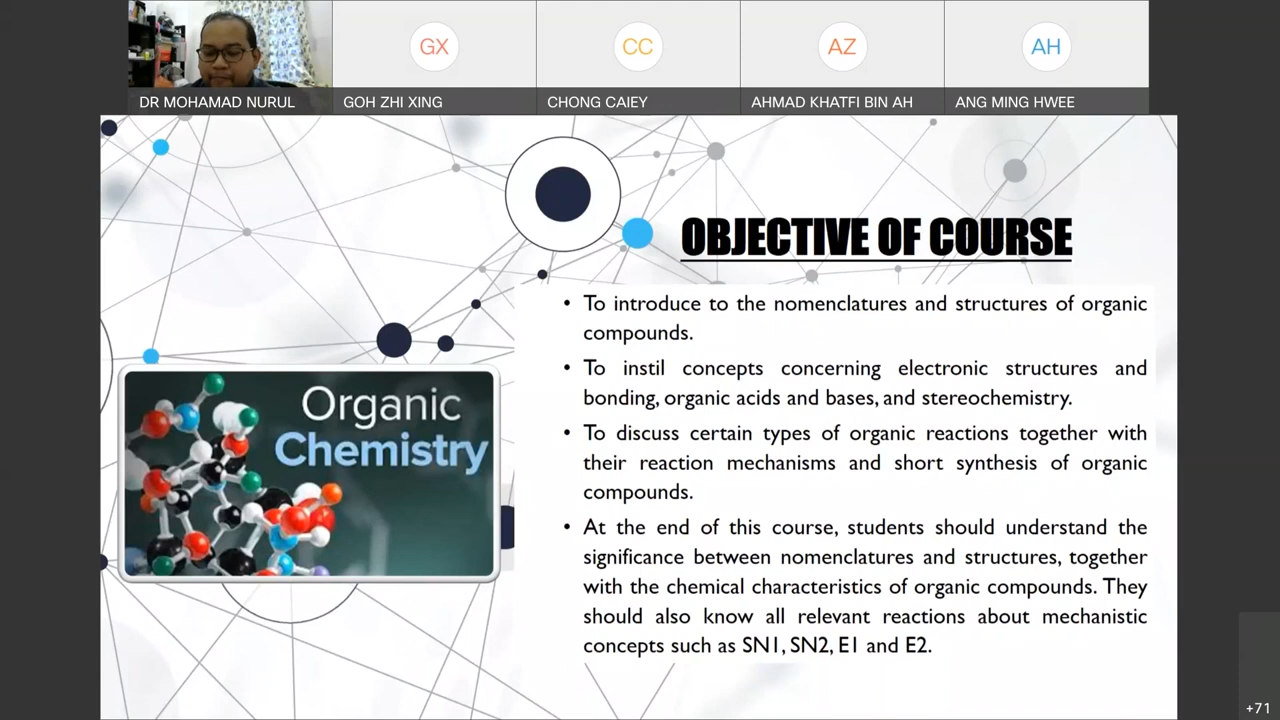 GX
CC
AZ
AH
DR MOHAMAD NURUL
GOH ZHI XING
CHONG CAIEY
AHMAD KHATFI BIN AH
ANG MING HWEE
OBJECTIVE OF COURSE
• To introduce to the nomenclatures and structures of organic
compounds.
• To instil concepts concerning electronic structures and
bonding, organic acids and bases, and stereochemistry.
• To discuss certain types of organic reactions together with
their reaction mechanisms and short synthesis of organic
compounds.
• At the end of this course, students should understand the
significance between nomenclatures and structures, together
with the chemical characteristics of organic compounds. They
should also know all relevant reactions about mechanistic
concepts such as SN1, SN2, E1 and E2.
Organic
Chemistry
+71